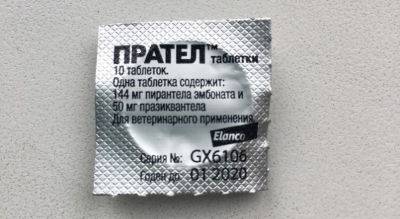 ПРАТЕЛ™ таблетки
10 таблеток.
Одна таблетка содержит:
144 мг пирантела эмбоната и
50 мг празиквантела
Для ветеринарного применения.
Elanco
Серия №: GX6106
Годен до 01 2020